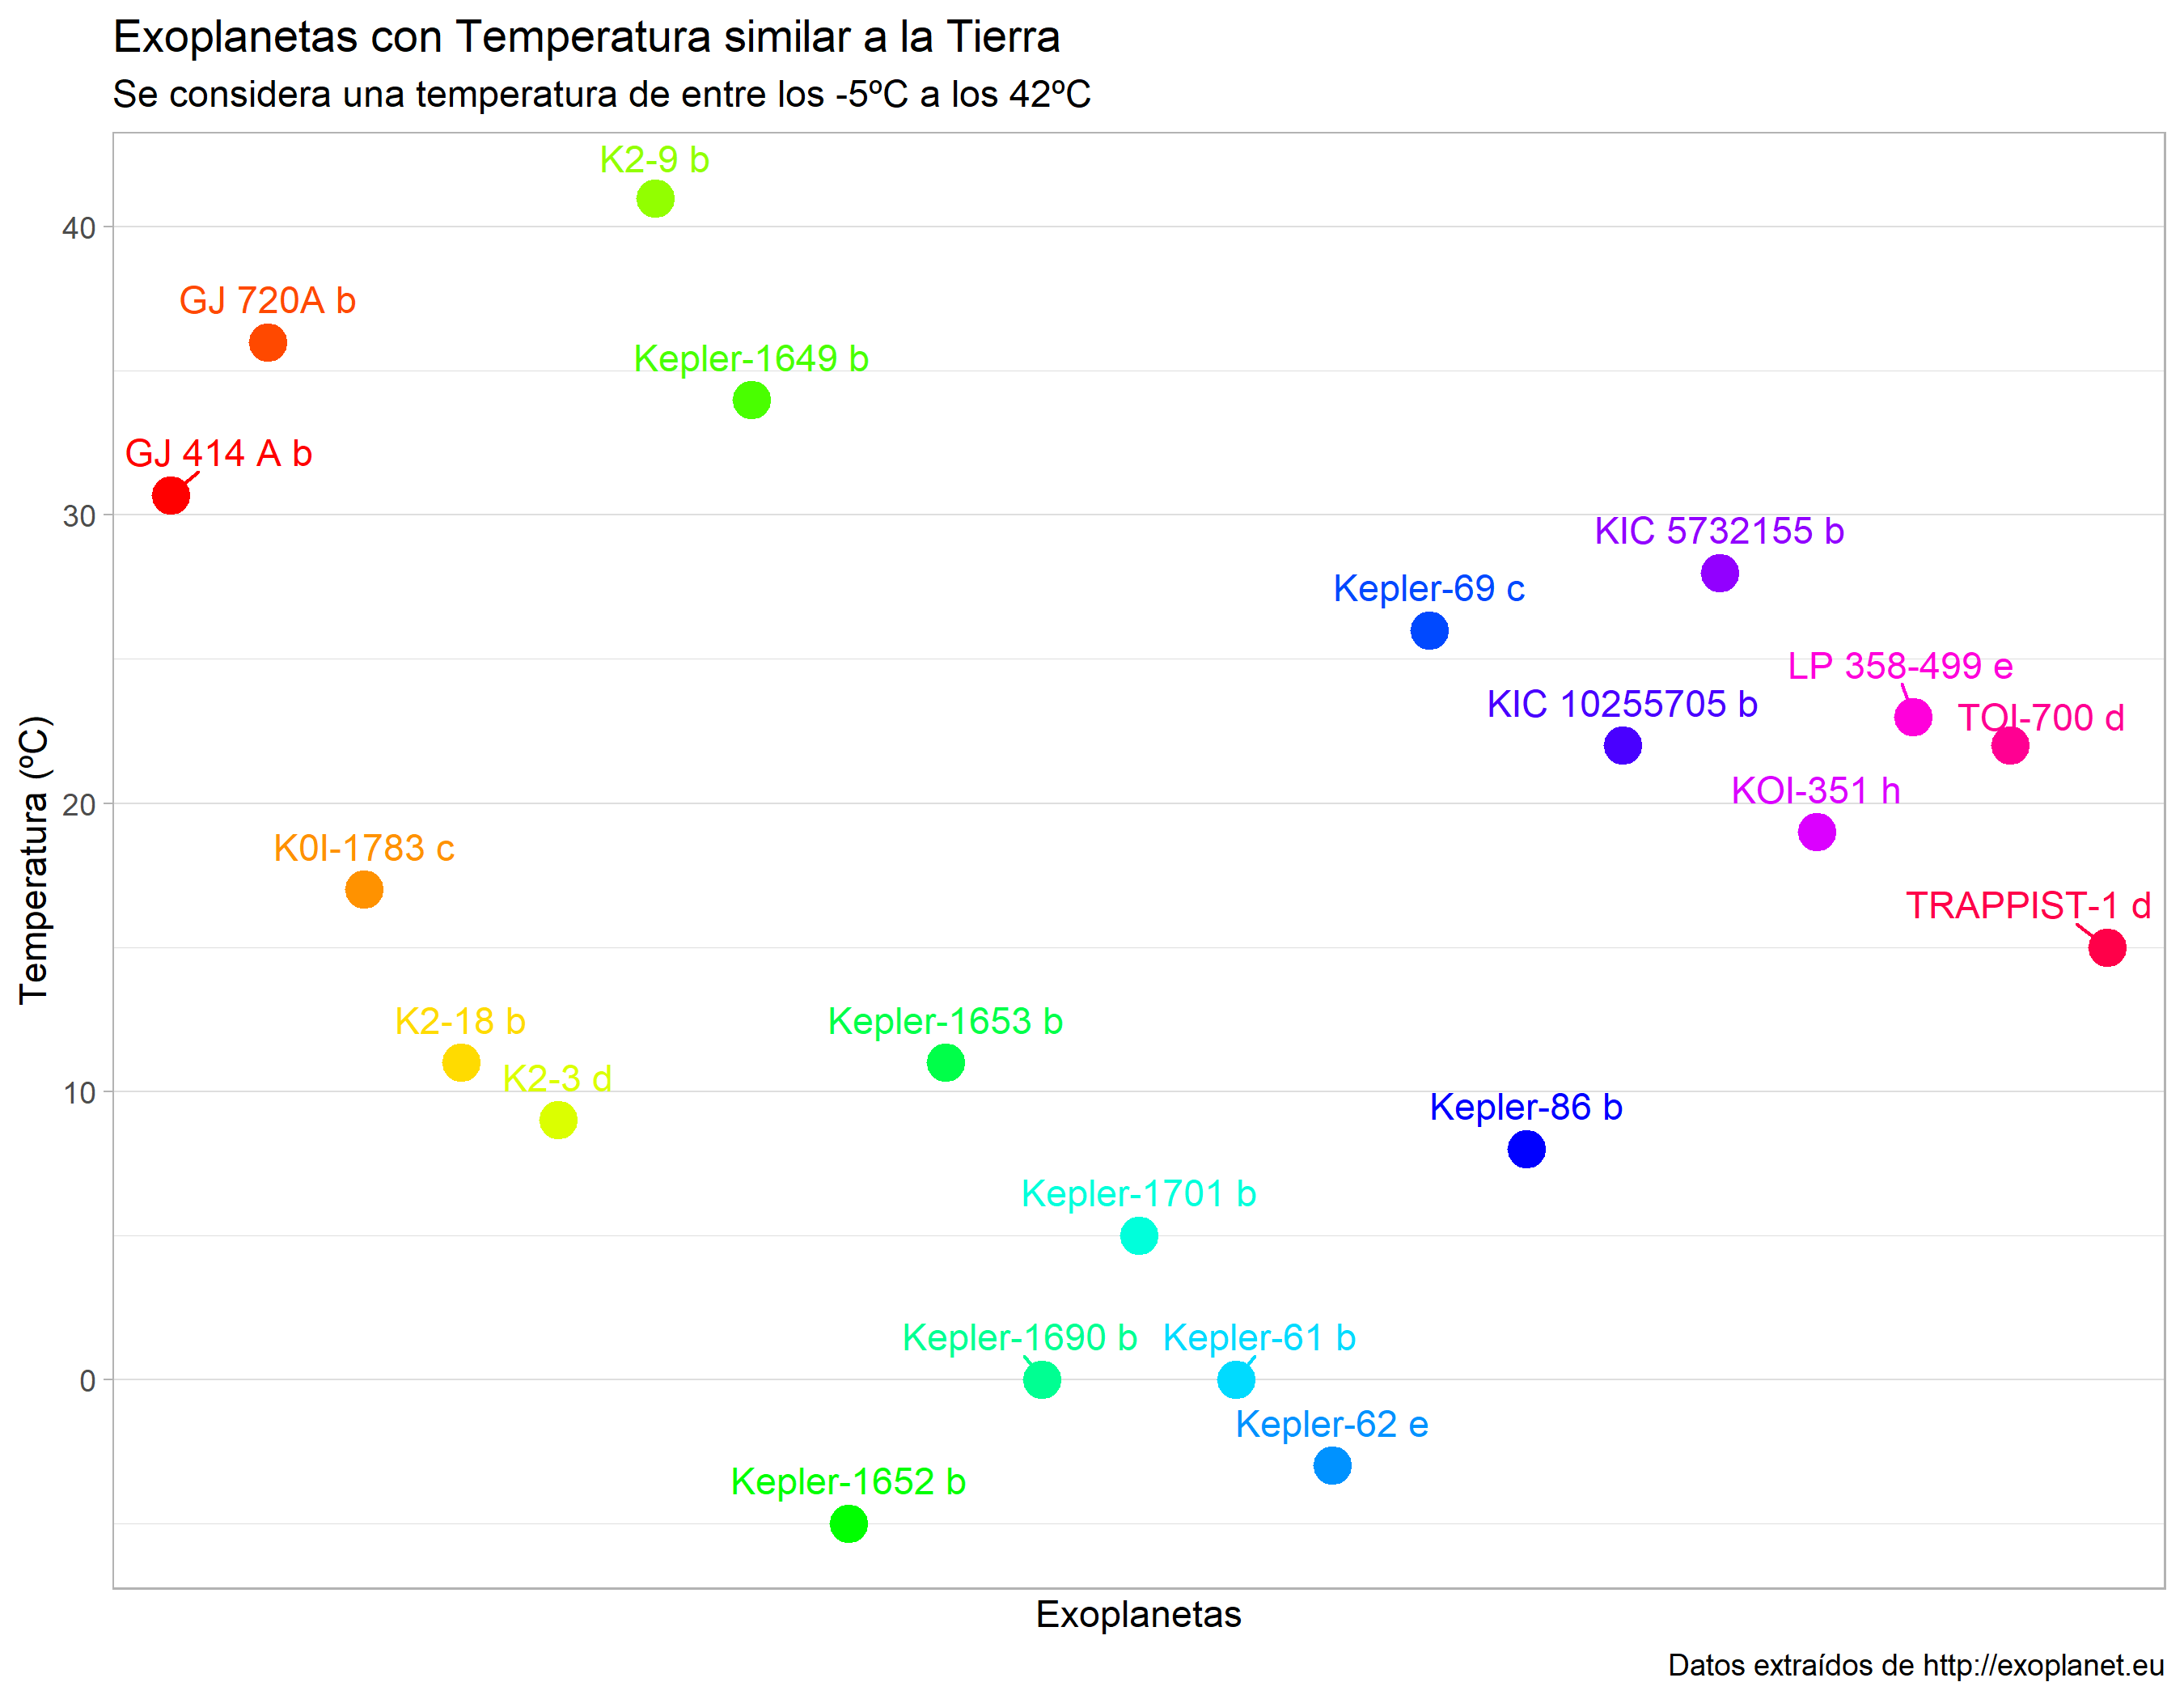 Exoplanetas con Temperatura similar a la Tierra
Se considera una temperatura de entre los -5ºC a los 42ºC
K2-9 b
40
GJ 720A b
Kepler-1649 b
GJ 414 A b
30
KIC 5732155 b
Kepler-69 c
LP 358-499 e
KIC 10255705 b
TOI-700 d
KOI-351 h
20
K0I-1783 c
TRAPPIST-1 d
Temperatura (ºC)
K2-18 b
Kepler-1653 b
K2-3 d
10
Kepler-86 b
Kepler-1701 b
Kepler-1690 b
Kepler-61 b
0
Kepler-62 e
Kepler-1652 b
Exoplanetas
Datos extraídos de http://exoplanet.eu